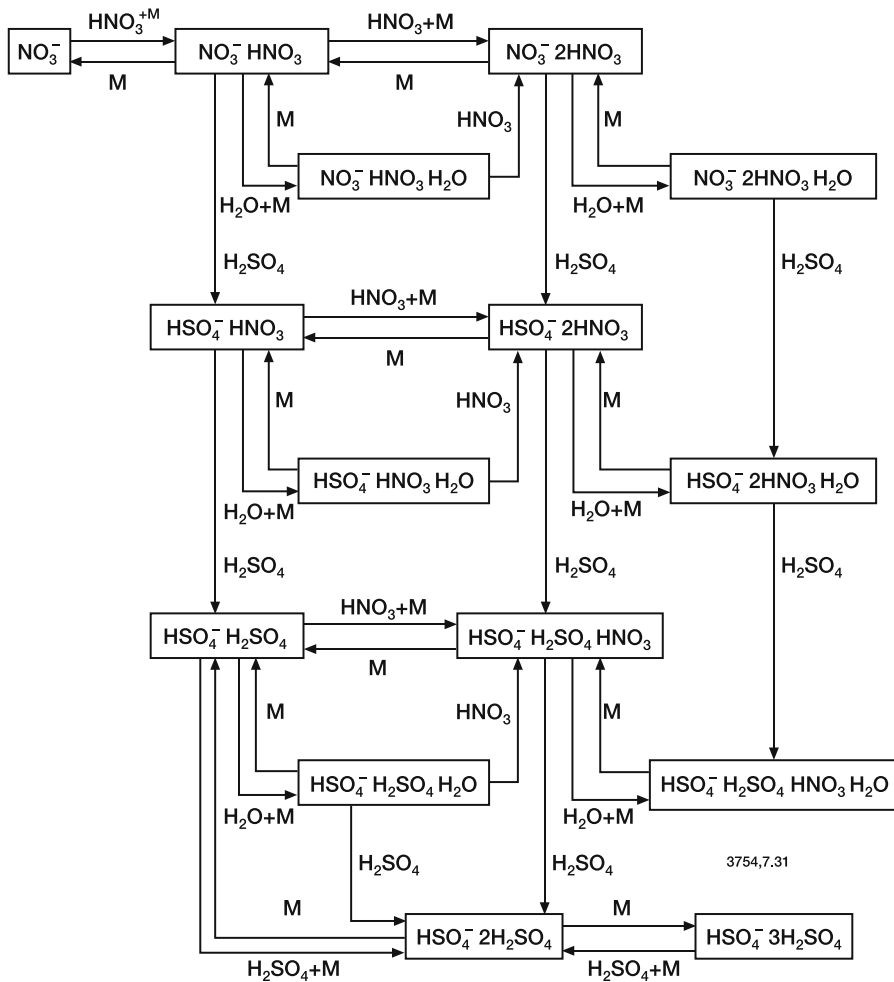 HNO₃⁺ᴹ HNO₃+M
NO₃⁻ NO₃⁻ HNO₃ NO₃⁻ 2HNO₃
M M
M HNO₃ M
NO₃⁻ HNO₃ H₂O NO₃⁻ 2HNO₃ H₂O
H₂O+M H₂O+M
H₂SO₄ H₂SO₄ H₂SO₄
HNO₃+M
HSO₄⁻ HNO₃ HSO₄⁻ 2HNO₃
M
M HNO₃ M
HSO₄⁻ HNO₃ H₂O HSO₄⁻ 2HNO₃ H₂O
H₂O+M H₂O+M
H₂SO₄ H₂SO₄ H₂SO₄
HNO₃+M
HSO₄⁻ H₂SO₄ HSO₄⁻ H₂SO₄ HNO₃
M
M HNO₃ M
HSO₄⁻ H₂SO₄ H₂O HSO₄⁻ H₂SO₄ HNO₃ H₂O
H₂O+M H₂O+M
H₂SO₄ H₂SO₄ 3754,7.31
M M
HSO₄⁻ 2H₂SO₄ HSO₄⁻ 3H₂SO₄
H₂SO₄+M H₂SO₄+M